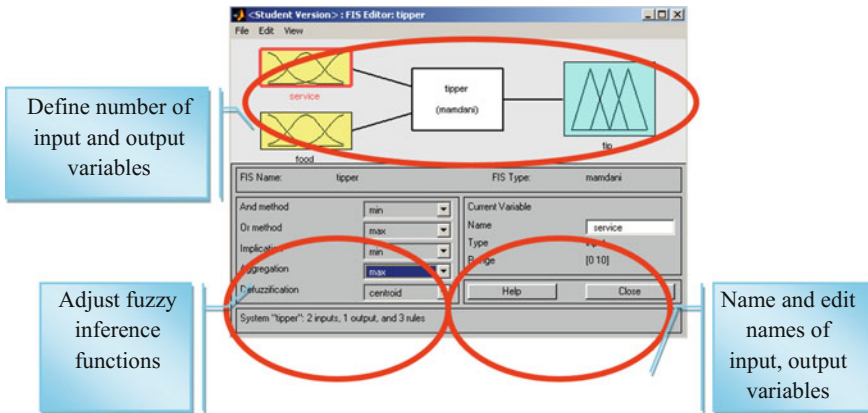 <Student Version> : FIS Editor: tipper
File Edit View
service
food
tipper
(mamdani)
tip
Define number of
input and output
variables
FIS Name: tipper FIS Type: mamdani
And method min
Or method max
Implication min
Aggregation max
Defuzzification centroid
Current Variable
Name service
Type input
Range [0 10]
Help Close
System "tipper": 2 inputs, 1 output, and 3 rules
Adjust fuzzy
inference
functions
Name and edit
names of
input, output
variables